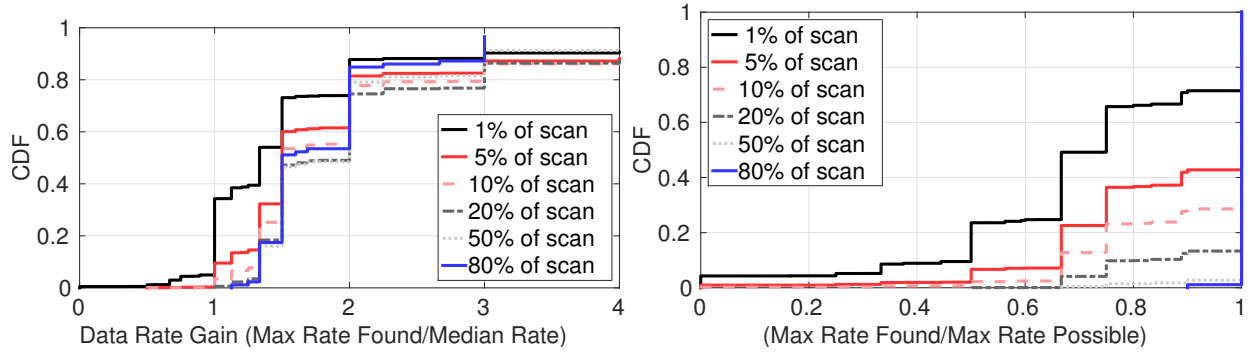 1
0.8
0.6
0.4
0.2
0
CDF
0 1 2 3 4
Data Rate Gain (Max Rate Found/Median Rate)
1% of scan
5% of scan
10% of scan
20% of scan
50% of scan
80% of scan
1
0.8
0.6
0.4
0.2
0
CDF
0 0.2 0.4 0.6 0.8 1
(Max Rate Found/Max Rate Possible)
1% of scan
5% of scan
10% of scan
20% of scan
50% of scan
80% of scan